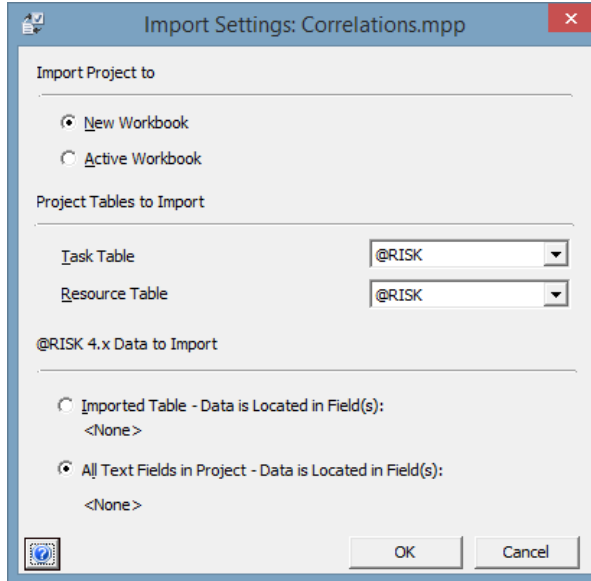 Import Settings: Correlations.mpp
Import Project to
New Workbook
Active Workbook
Project Tables to Import
Task Table @RISK
Resource Table @RISK
@RISK 4.x Data to Import
Imported Table - Data is Located in Field(s):
<None>
All Text Fields in Project - Data is Located in Field(s):
<None>
OK Cancel